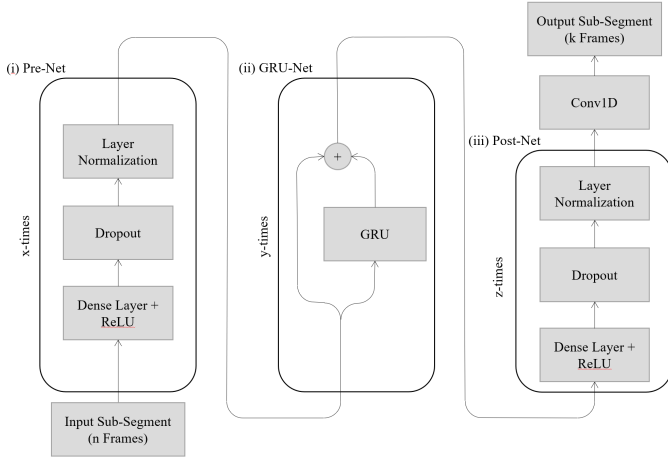 (i) Pre-Net
Layer
Normalization
Dropout
Dense Layer +
ReLU
x-times
Input Sub-Segment
(n Frames)
(ii) GRU-Net
+
GRU
y-times
Output Sub-Segment
(k Frames)
Conv1D
(iii) Post-Net
Layer
Normalization
Dropout
Dense Layer +
ReLU
z-times